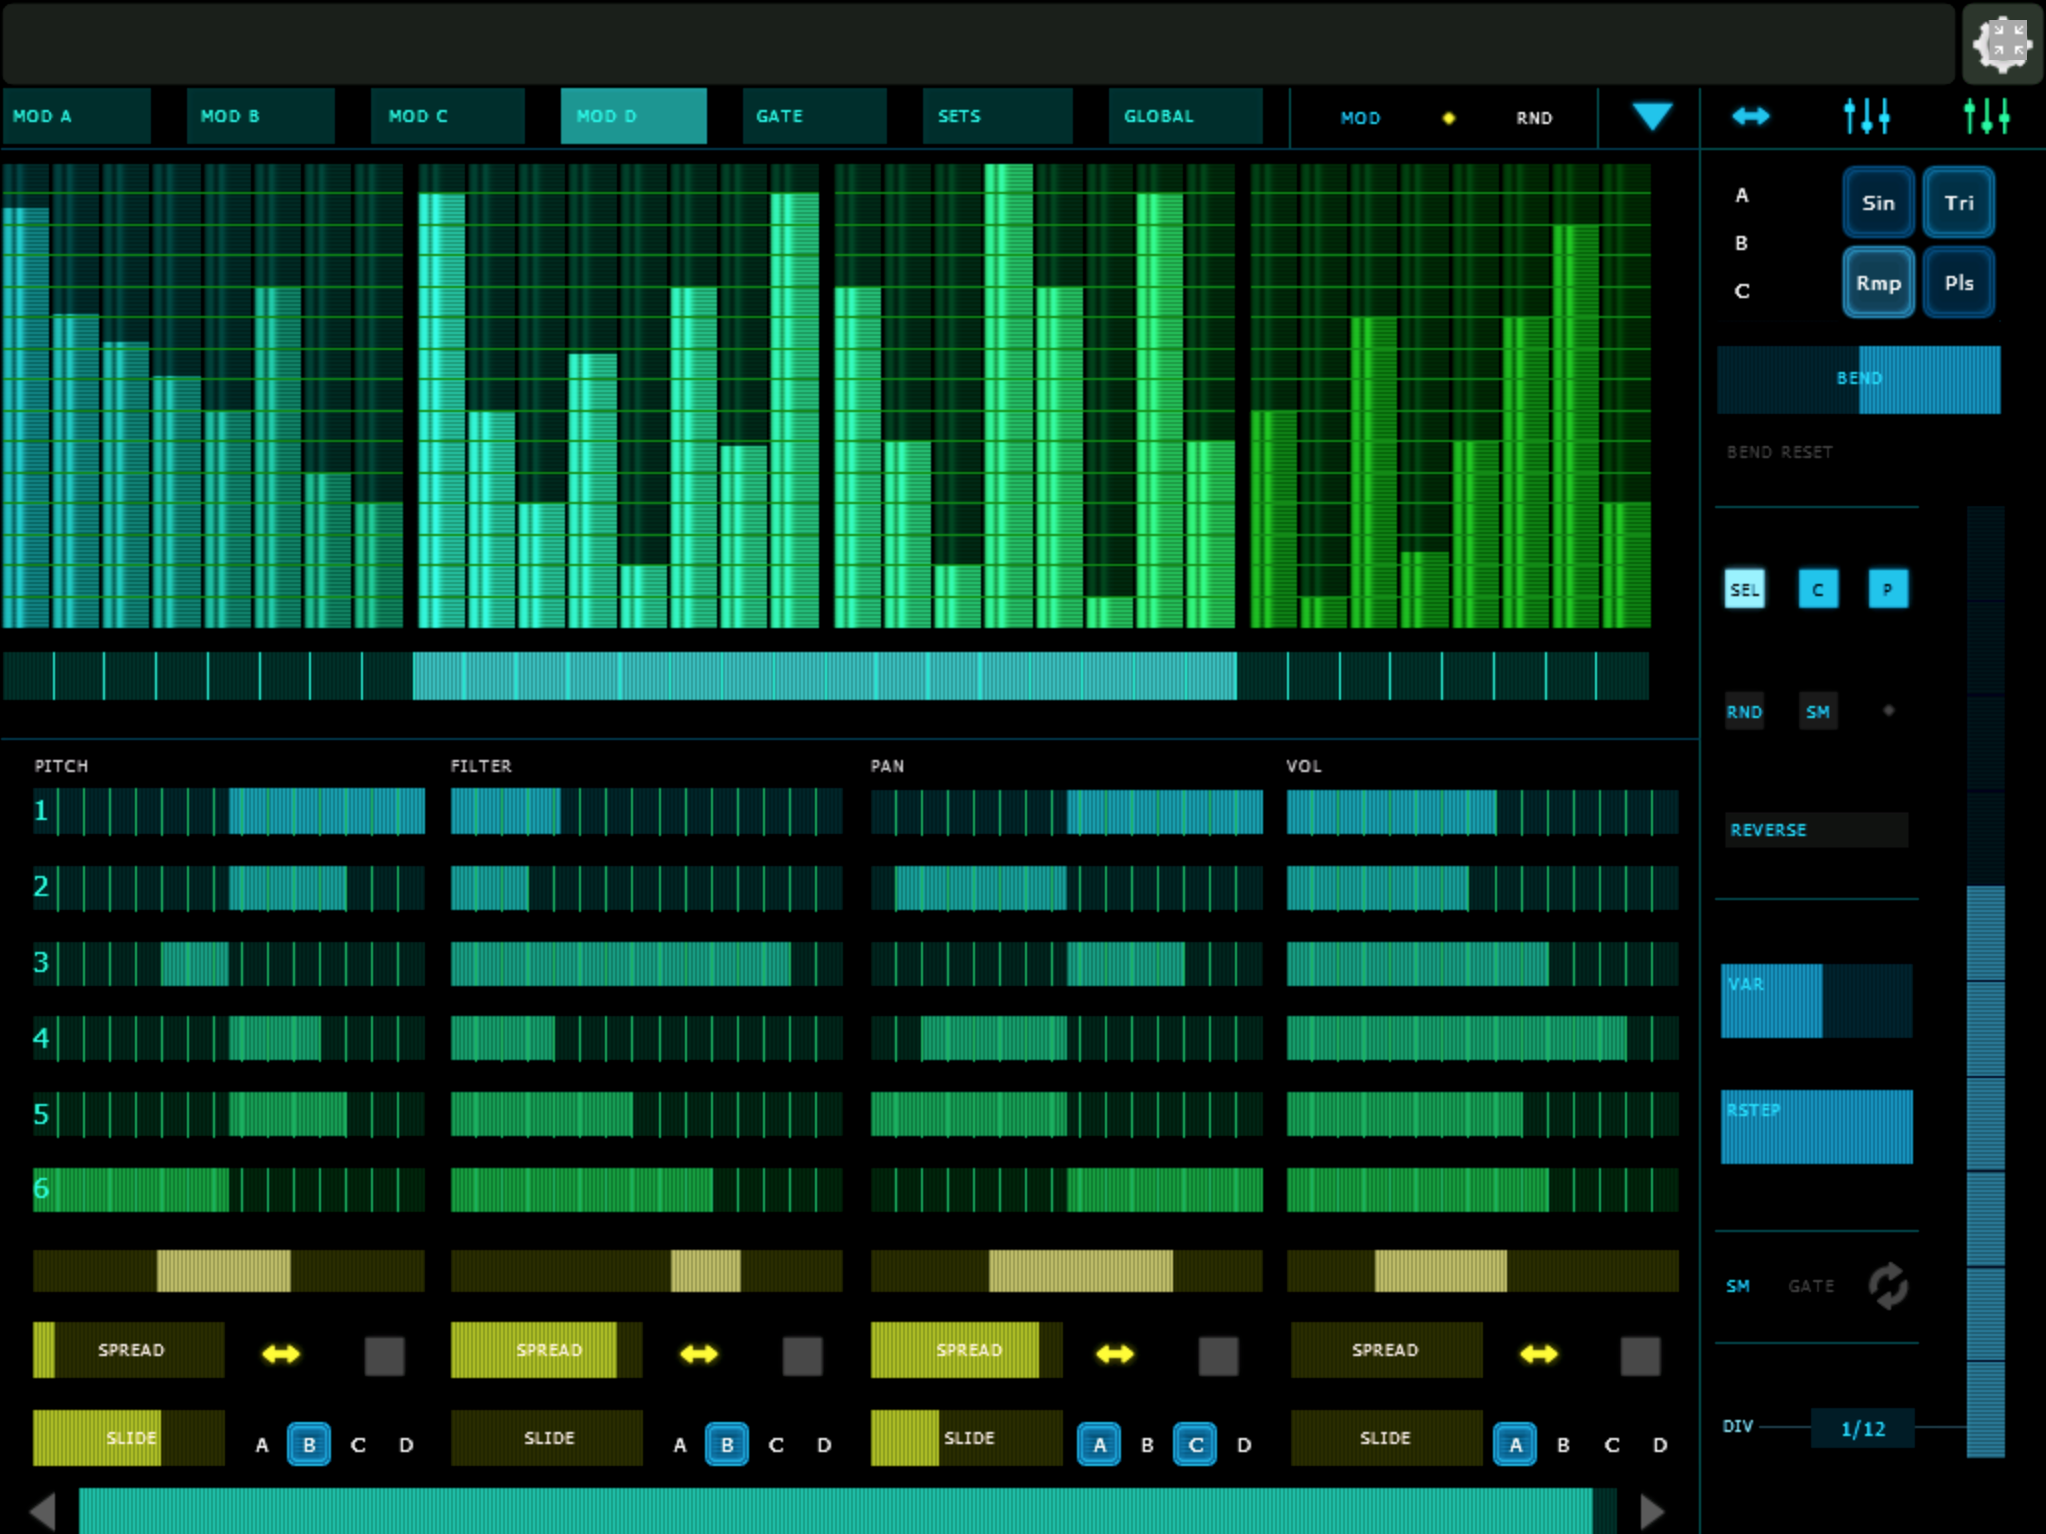 MOD A MOD B MOD C MOD D GATE SETS GLOBAL MOD RND
A Sin Tri
B
C Rmp Pls
BEND
BEND RESET
SEL C P
RND SM
REVERSE
VAR
RSTEP
SM GATE
DIV 1/12
PITCH FILTER PAN VOL
1
2
3
4
5
6
SPREAD SPREAD SPREAD SPREAD
SLIDE A B C D SLIDE A B C D SLIDE A B C D SLIDE A B C D